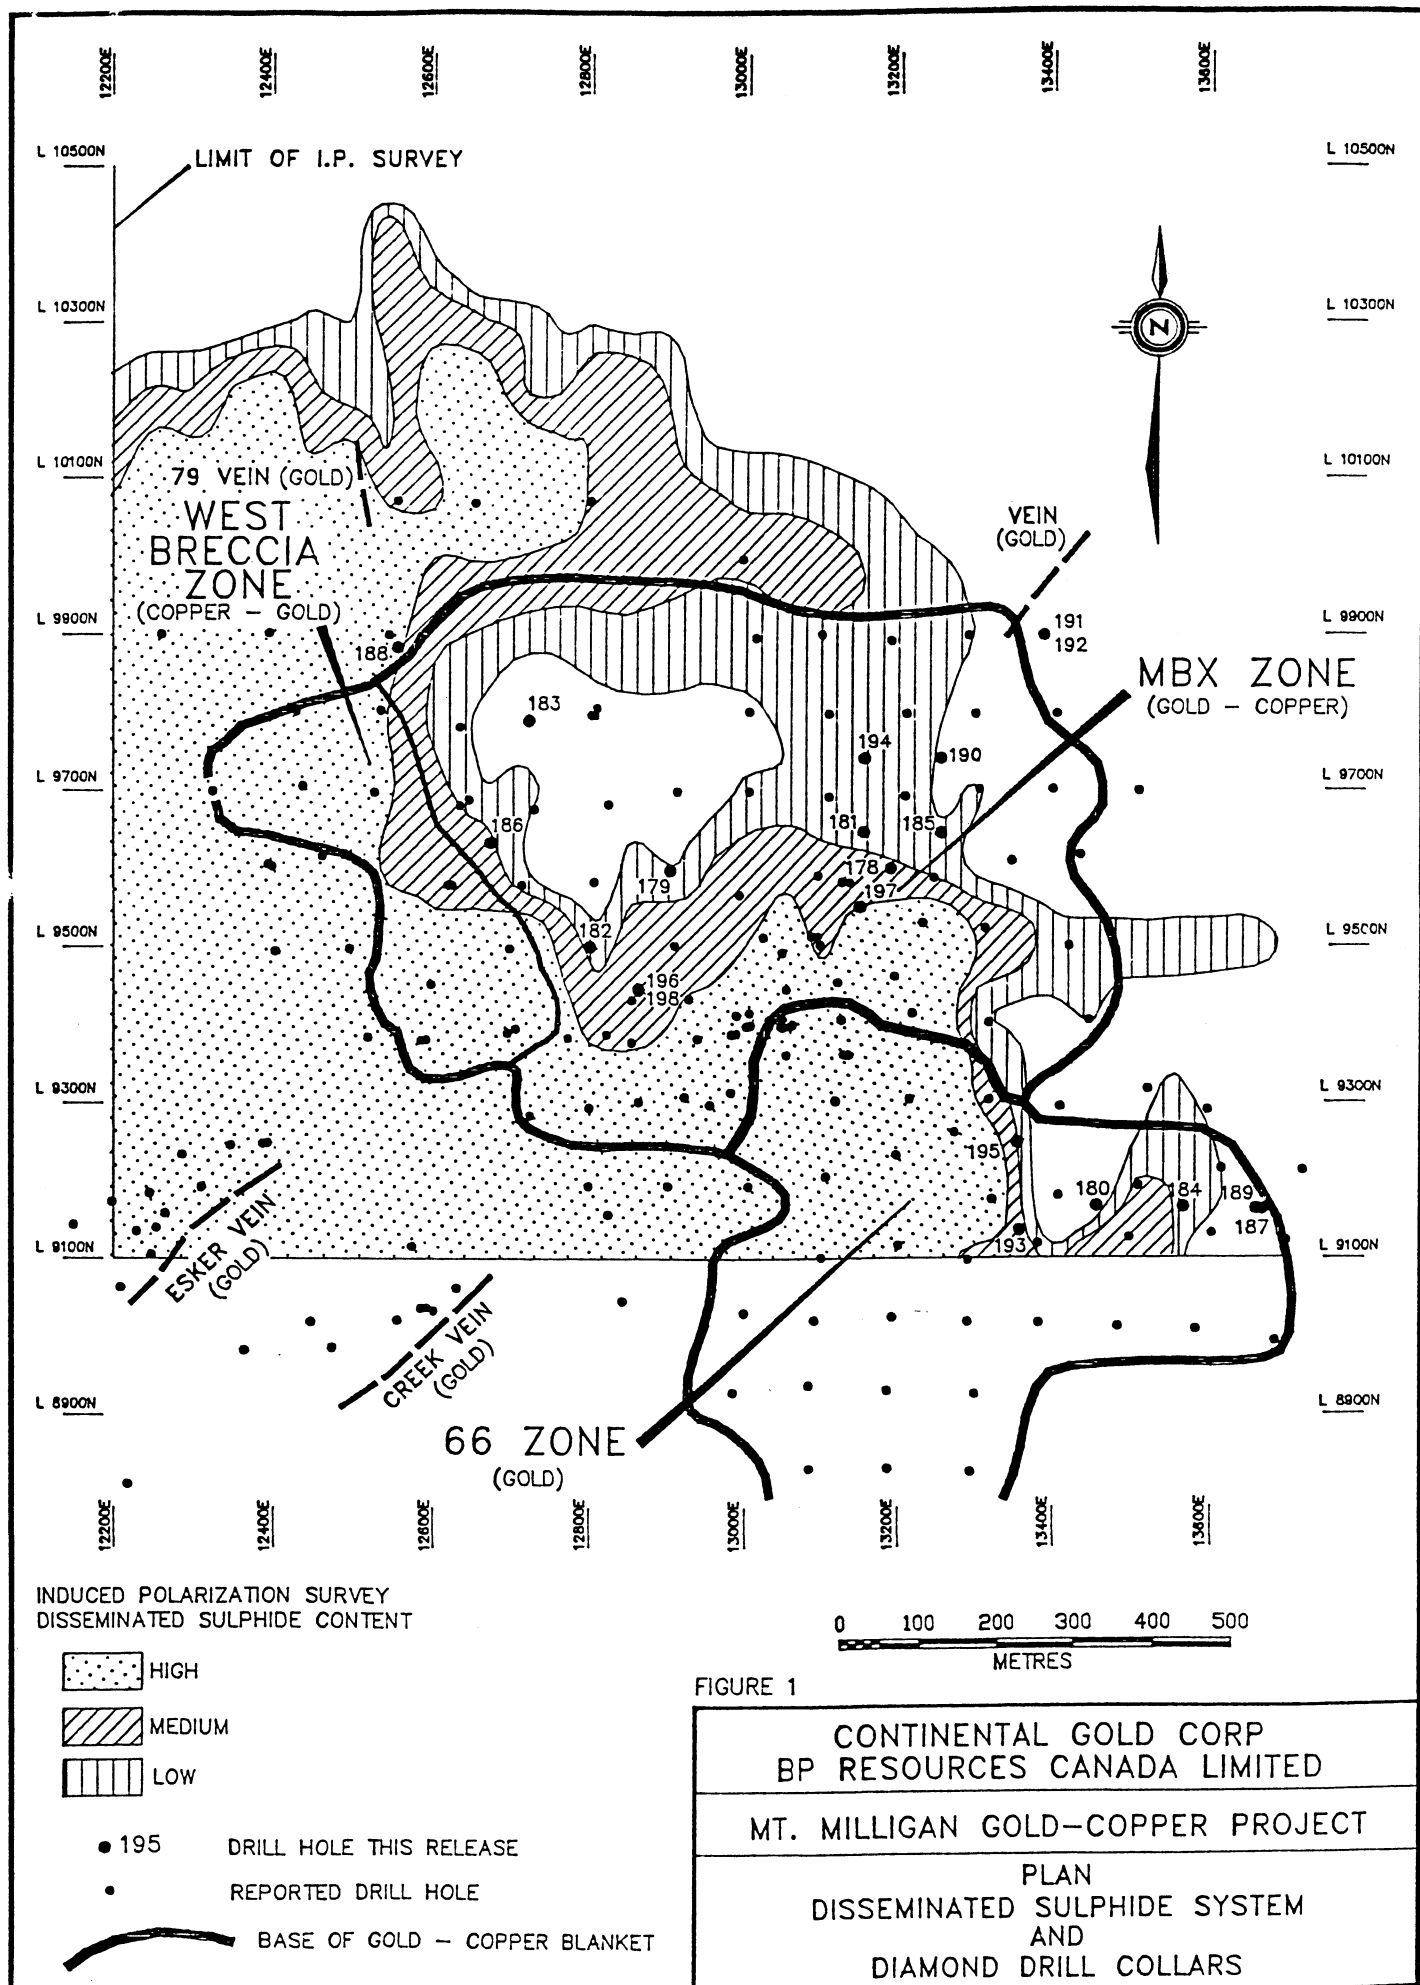 12200E
12400E
12600E
12800E
13000E
13200E
13400E
13600E
L 10500N
LIMIT OF I.P. SURVEY
L 10500N
L 10300N
L 10300N
N
L 10100N
L 10100N
79 VEIN (GOLD)
WEST
BRECCIA
ZONE
(COPPER – GOLD)
VEIN
(GOLD)
L 9900N
L 9900N
191
192
188
MBX ZONE
(GOLD – COPPER)
183
194
190
L 9700N
L 9700N
186
181
185
179
178
197
L 9500N
L 9500N
182
196
198
L 9300N
L 9300N
195
180
184
189
187
193
L 9100N
L 9100N
ESKER VEIN
(GOLD)
CREEK VEIN
(GOLD)
L 8900N
L 8900N
66 ZONE
(GOLD)
12200E
12400E
12600E
12800E
13000E
13200E
13400E
13600E
INDUCED POLARIZATION SURVEY
DISSEMINATED SULPHIDE CONTENT
HIGH
MEDIUM
LOW
195 DRILL HOLE THIS RELEASE
REPORTED DRILL HOLE
BASE OF GOLD – COPPER BLANKET
0 100 200 300 400 500
METRES
FIGURE 1
CONTINENTAL GOLD CORP
BP RESOURCES CANADA LIMITED
MT. MILLIGAN GOLD–COPPER PROJECT
PLAN
DISSEMINATED SULPHIDE SYSTEM
AND
DIAMOND DRILL COLLARS